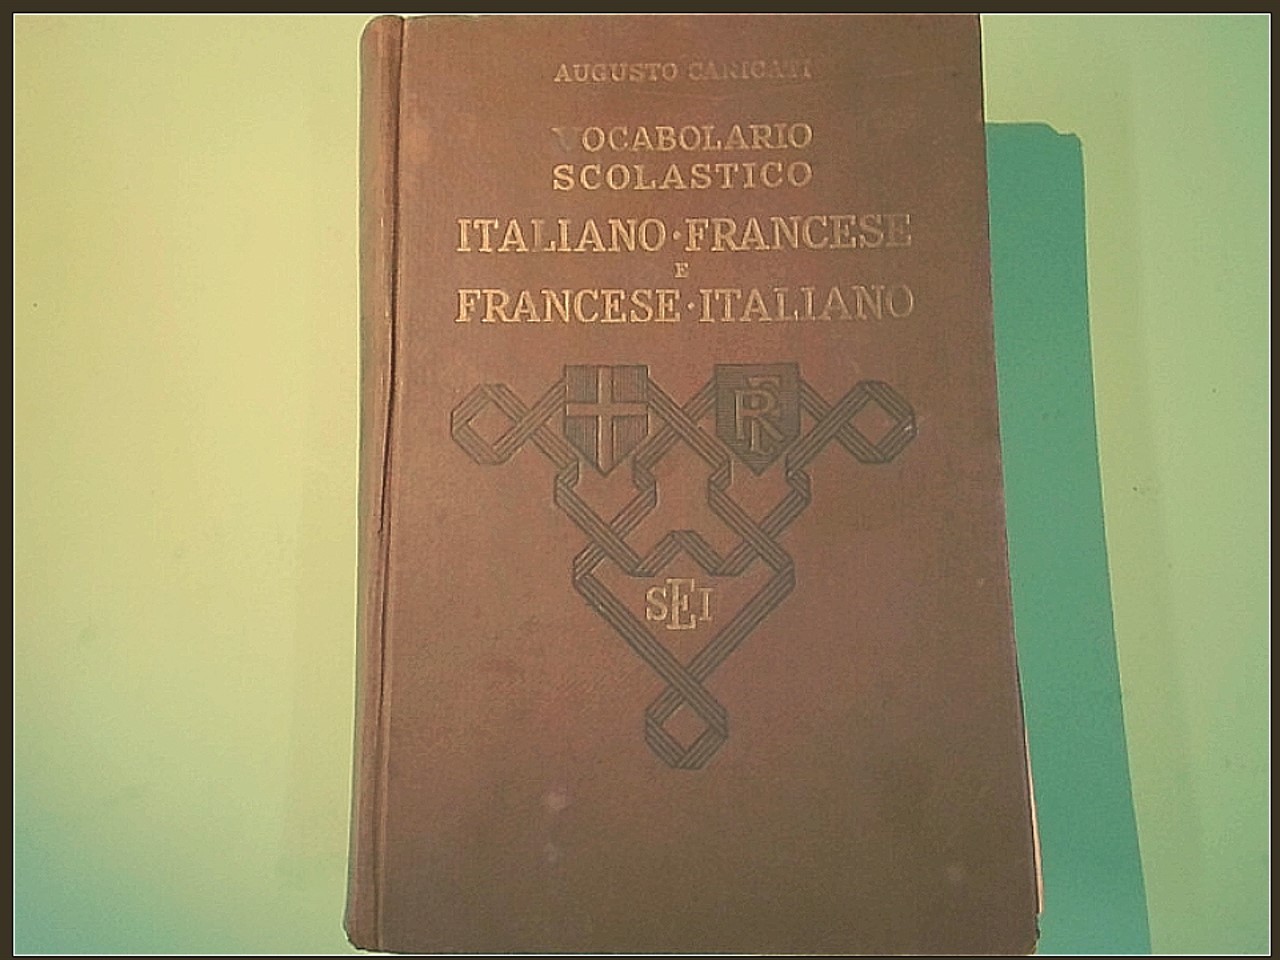 AUGUSTO CARICATI
VOCABOLARIO
SCOLASTICO
ITALIANO·FRANCESE
E
FRANCESE·ITALIANO
RF
SEI